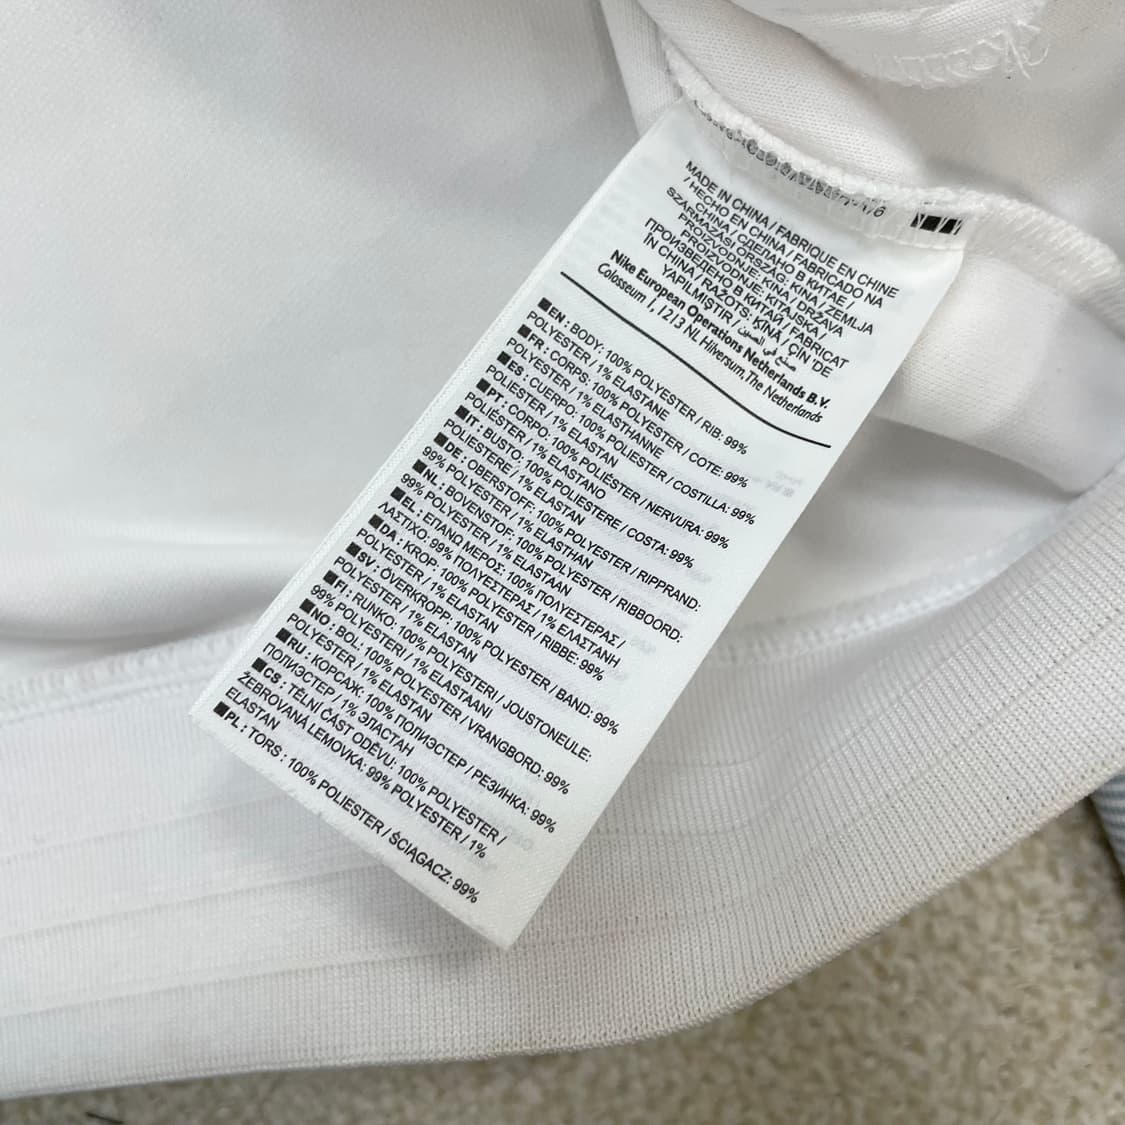 MADE IN CHINA / FABRIQUE EN CHINE
/ HECHO EN CHINA / FABRICADO NA
CHINA / СДЕЛАНО В КИТАЕ /
SZÁRMAZÁSI ORSZÁG: KÍNA / ZEMLJA
PROIZVODNJE: KINA / DRŽAVA
PROIZVODNJE: KITAJSKA /
ПРОИЗВЕДЕНО В КИТАЙ / FABRICAT
ÎN CHINA / RAŽOTS: ĶĪNA / ÇİN 'DE
YAPILMIŞTIR / صنع في الصين
Nike European Operations Netherlands B.V.
Colosseum 1, 1213 NL Hilversum, The Netherlands
EN : BODY: 100% POLYESTER / RIB: 99%
POLYESTER / 1% ELASTANE
FR : CORPS: 100% POLYESTER / COTE: 99%
POLYESTER / 1% ELASTHANNE
ES : CUERPO: 100% POLIESTER / COSTILLA: 99%
POLIESTER / 1% ELASTAN
PT : CORPO: 100% POLIÉSTER / NERVURA: 99%
POLIÉSTER / 1% ELASTANO
IT : BUSTO: 100% POLIESTERE / COSTA: 99%
POLIESTERE / 1% ELASTAN
DE : OBERSTOFF: 100% POLYESTER / RIPPRAND:
99% POLYESTER / 1% ELASTHAN
NL : BOVENSTOF: 100% POLYESTER / RIBBOORD:
99% POLYESTER / 1% ELASTAAN
EL : ΕΠΑΝΩ ΜΕΡΟΣ: 100% ΠΟΛΥΕΣΤΕΡΑΣ /
ΛΑΣΤΙΧΟ: 99% ΠΟΛΥΕΣΤΕΡΑΣ / 1% ΕΛΑΣΤΑΝΗ
DA : KROP: 100% POLYESTER / RIBBE: 99%
POLYESTER / 1% ELASTAN
SV : ÖVERKROPP: 100% POLYESTER / BAND: 99%
POLYESTER / 1% ELASTAN
FI : RUNKO: 100% POLYESTERI / JOUSTONEULE:
99% POLYESTERI / 1% ELASTAANI
NO : BOL: 100% POLYESTER / VRANGBORD: 99%
POLYESTER / 1% ELASTAN
RU : КОРСАЖ: 100% ПОЛИЭСТЕР / РЕЗИНКА: 99%
ПОЛИЭСТЕР / 1% ЭЛАСТАН
CS : TĚLNÍ ČÁST ODĚVU: 100% POLYESTER /
ŽEBROVANÁ LEMOVKA: 99% POLYESTER / 1%
ELASTAN
PL : TORS : 100% POLIESTER / ŚCIĄGACZ: 99%